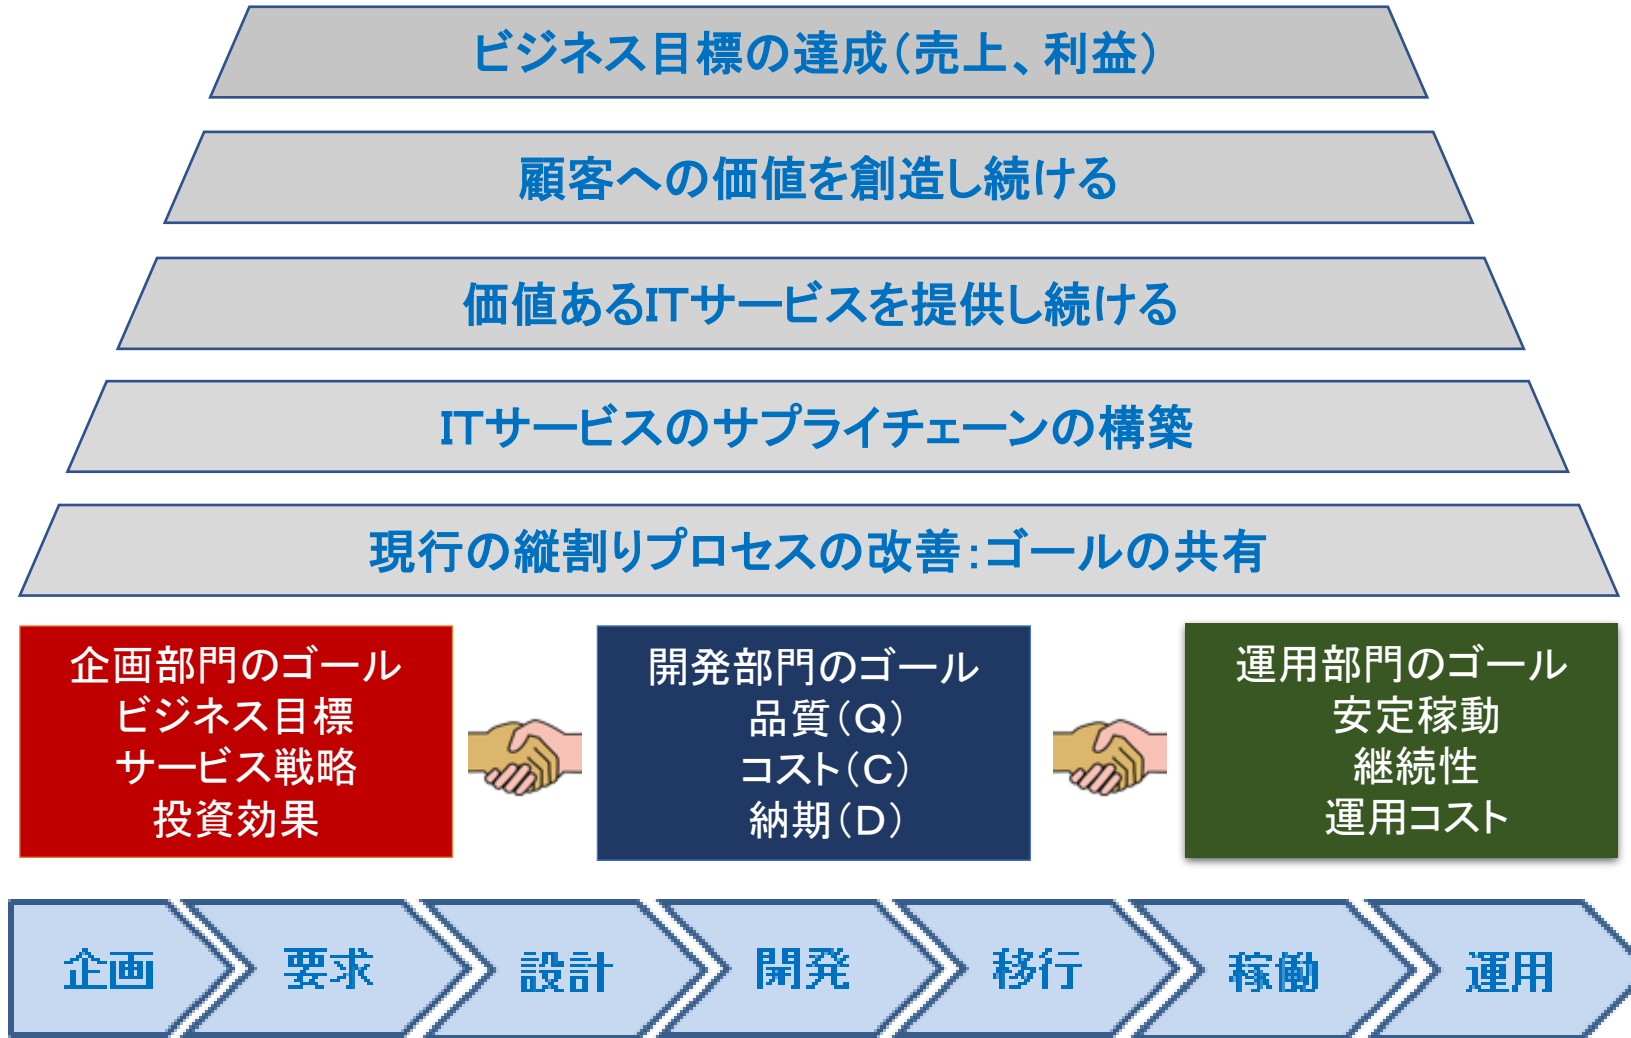 ビジネス目標の達成（売上、利益）
顧客への価値を創造し続ける
価値あるITサービスを提供し続ける
ITサービスのサプライチェーンの構築
現行の縦割りプロセスの改善：ゴールの共有
企画部門のゴール
ビジネス目標
サービス戦略
投資効果
開発部門のゴール
品質（Q）
コスト（C）
納期（D）
運用部門のゴール
安定稼動
継続性
運用コスト
企画
要求
設計
開発
移行
稼働
運用